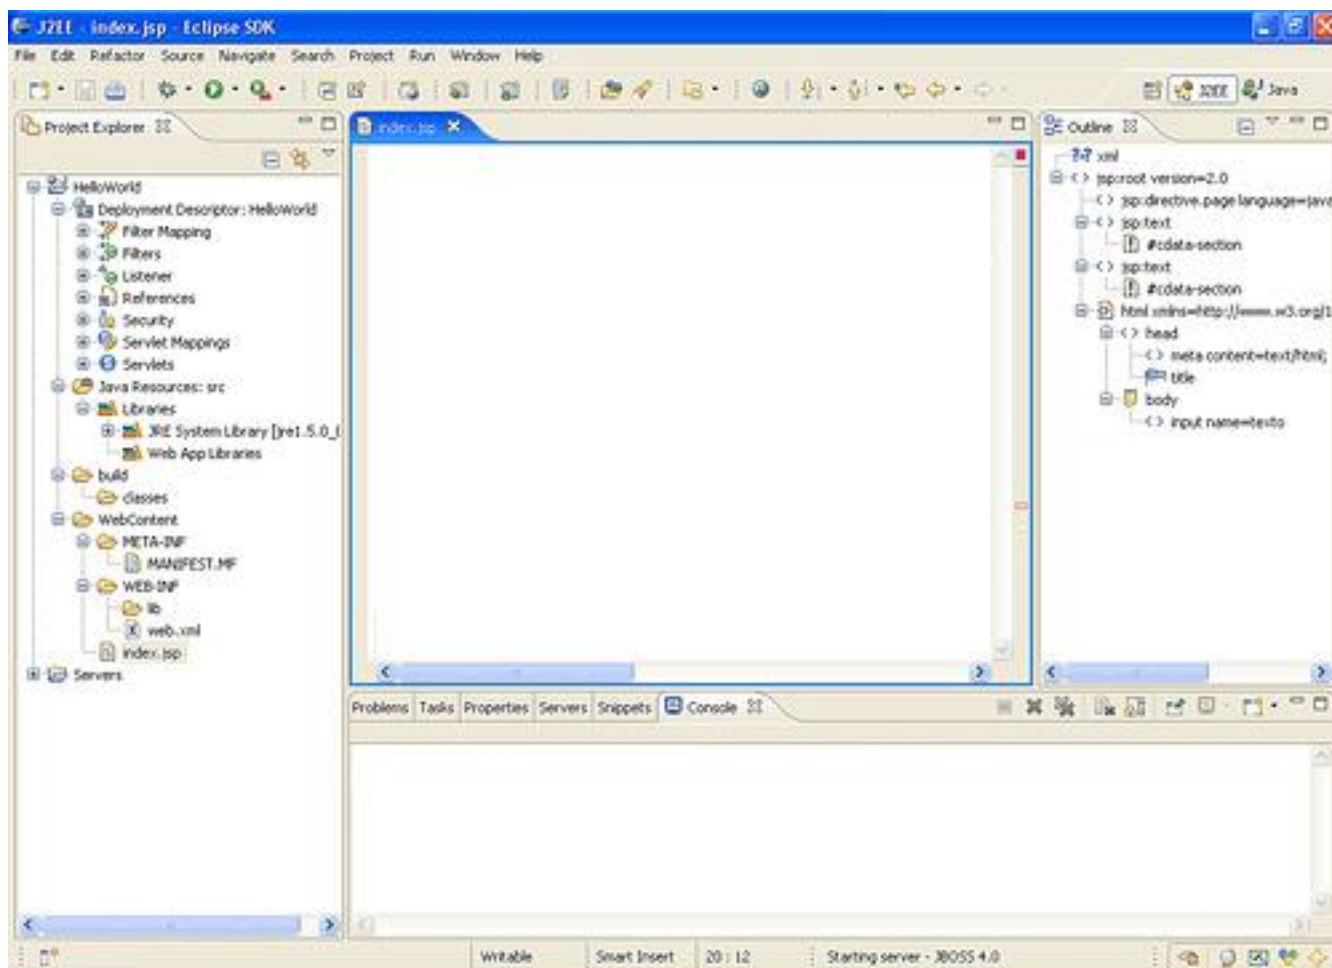 J2EE - index.jsp - Eclipse SDK
File Edit Refactor Source Navigate Search Project Run Window Help
J2EE Java
Project Explorer
HelloWorld
Deployment Descriptor: HelloWorld
Filter Mapping
Filters
Listener
References
Security
Servlet Mappings
Servlets
Java Resources: src
Libraries
JRE System Library [jre1.5.0_
Web App Libraries
build
classes
WebContent
META-INF
MANIFEST.MF
WEB-INF
lib
web.xml
index.jsp
Servers
index.jsp
Outline
?-? xml
jsp:root version=2.0
jsp:directive.page language=java
jsp:text
#cdata-section
jsp:text
#cdata-section
html xmlns=http://www.w3.org/1
head
meta content=text/html;
title
body
input name=texto
Problems Tasks Properties Servers Snippets Console
Writable Smart Insert 20 : 12 Starting server - JBOSS 4.0